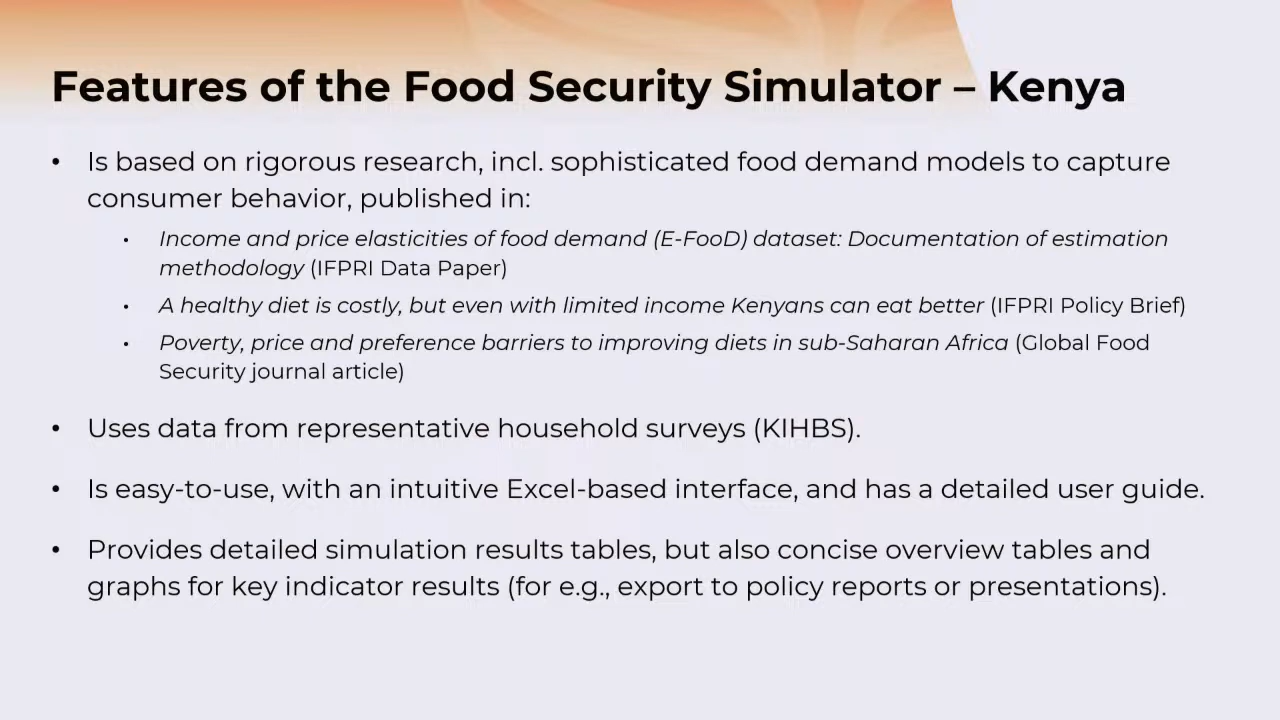 Features of the Food Security Simulator – Kenya
• Is based on rigorous research, incl. sophisticated food demand models to capture
consumer behavior, published in:
• Income and price elasticities of food demand (E-FooD) dataset: Documentation of estimation
methodology (IFPRI Data Paper)
• A healthy diet is costly, but even with limited income Kenyans can eat better (IFPRI Policy Brief)
• Poverty, price and preference barriers to improving diets in sub-Saharan Africa (Global Food
Security journal article)
• Uses data from representative household surveys (KIHBS).
• Is easy-to-use, with an intuitive Excel-based interface, and has a detailed user guide.
• Provides detailed simulation results tables, but also concise overview tables and
graphs for key indicator results (for e.g., export to policy reports or presentations).